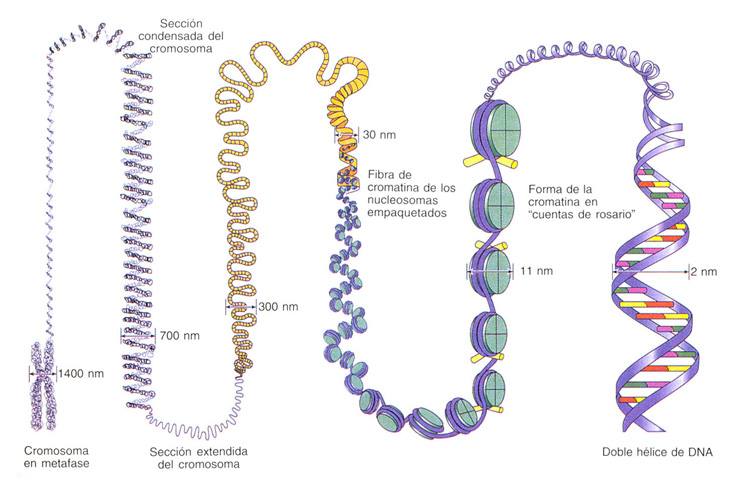 Sección
condensada del
cromosoma
30 nm
Fibra de
cromatina de los
nucleosomas
empaquetados
Forma de la
cromatina en
"cuentas de rosario"
11 nm
2 nm
300 nm
700 nm
1400 nm
Cromosoma
en metafase
Sección extendida
del cromosoma
Doble hélice de DNA